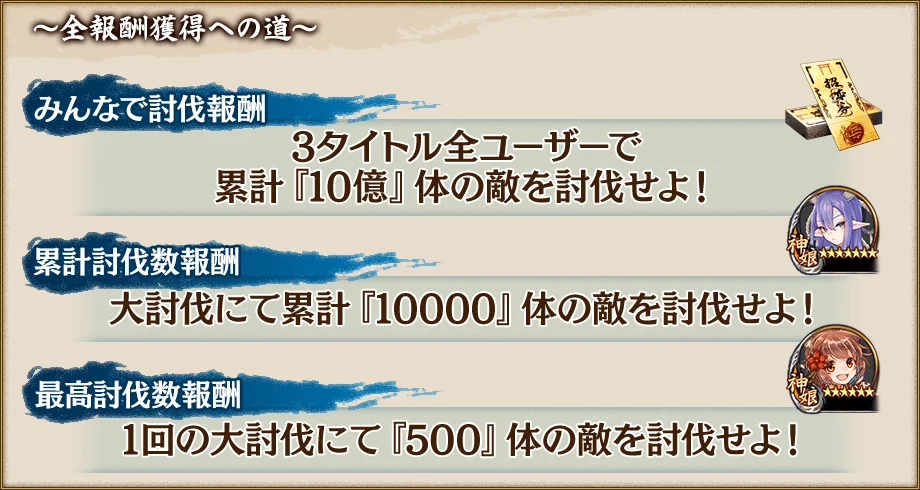 ～全報酬獲得への道～
みんなで討伐報酬
招待券
3タイトル全ユーザーで
累計『10億』体の敵を討伐せよ！
累計討伐数報酬
神娘
大討伐にて累計『10000』体の敵を討伐せよ！
最高討伐数報酬
神娘
1回の大討伐にて『500』体の敵を討伐せよ！